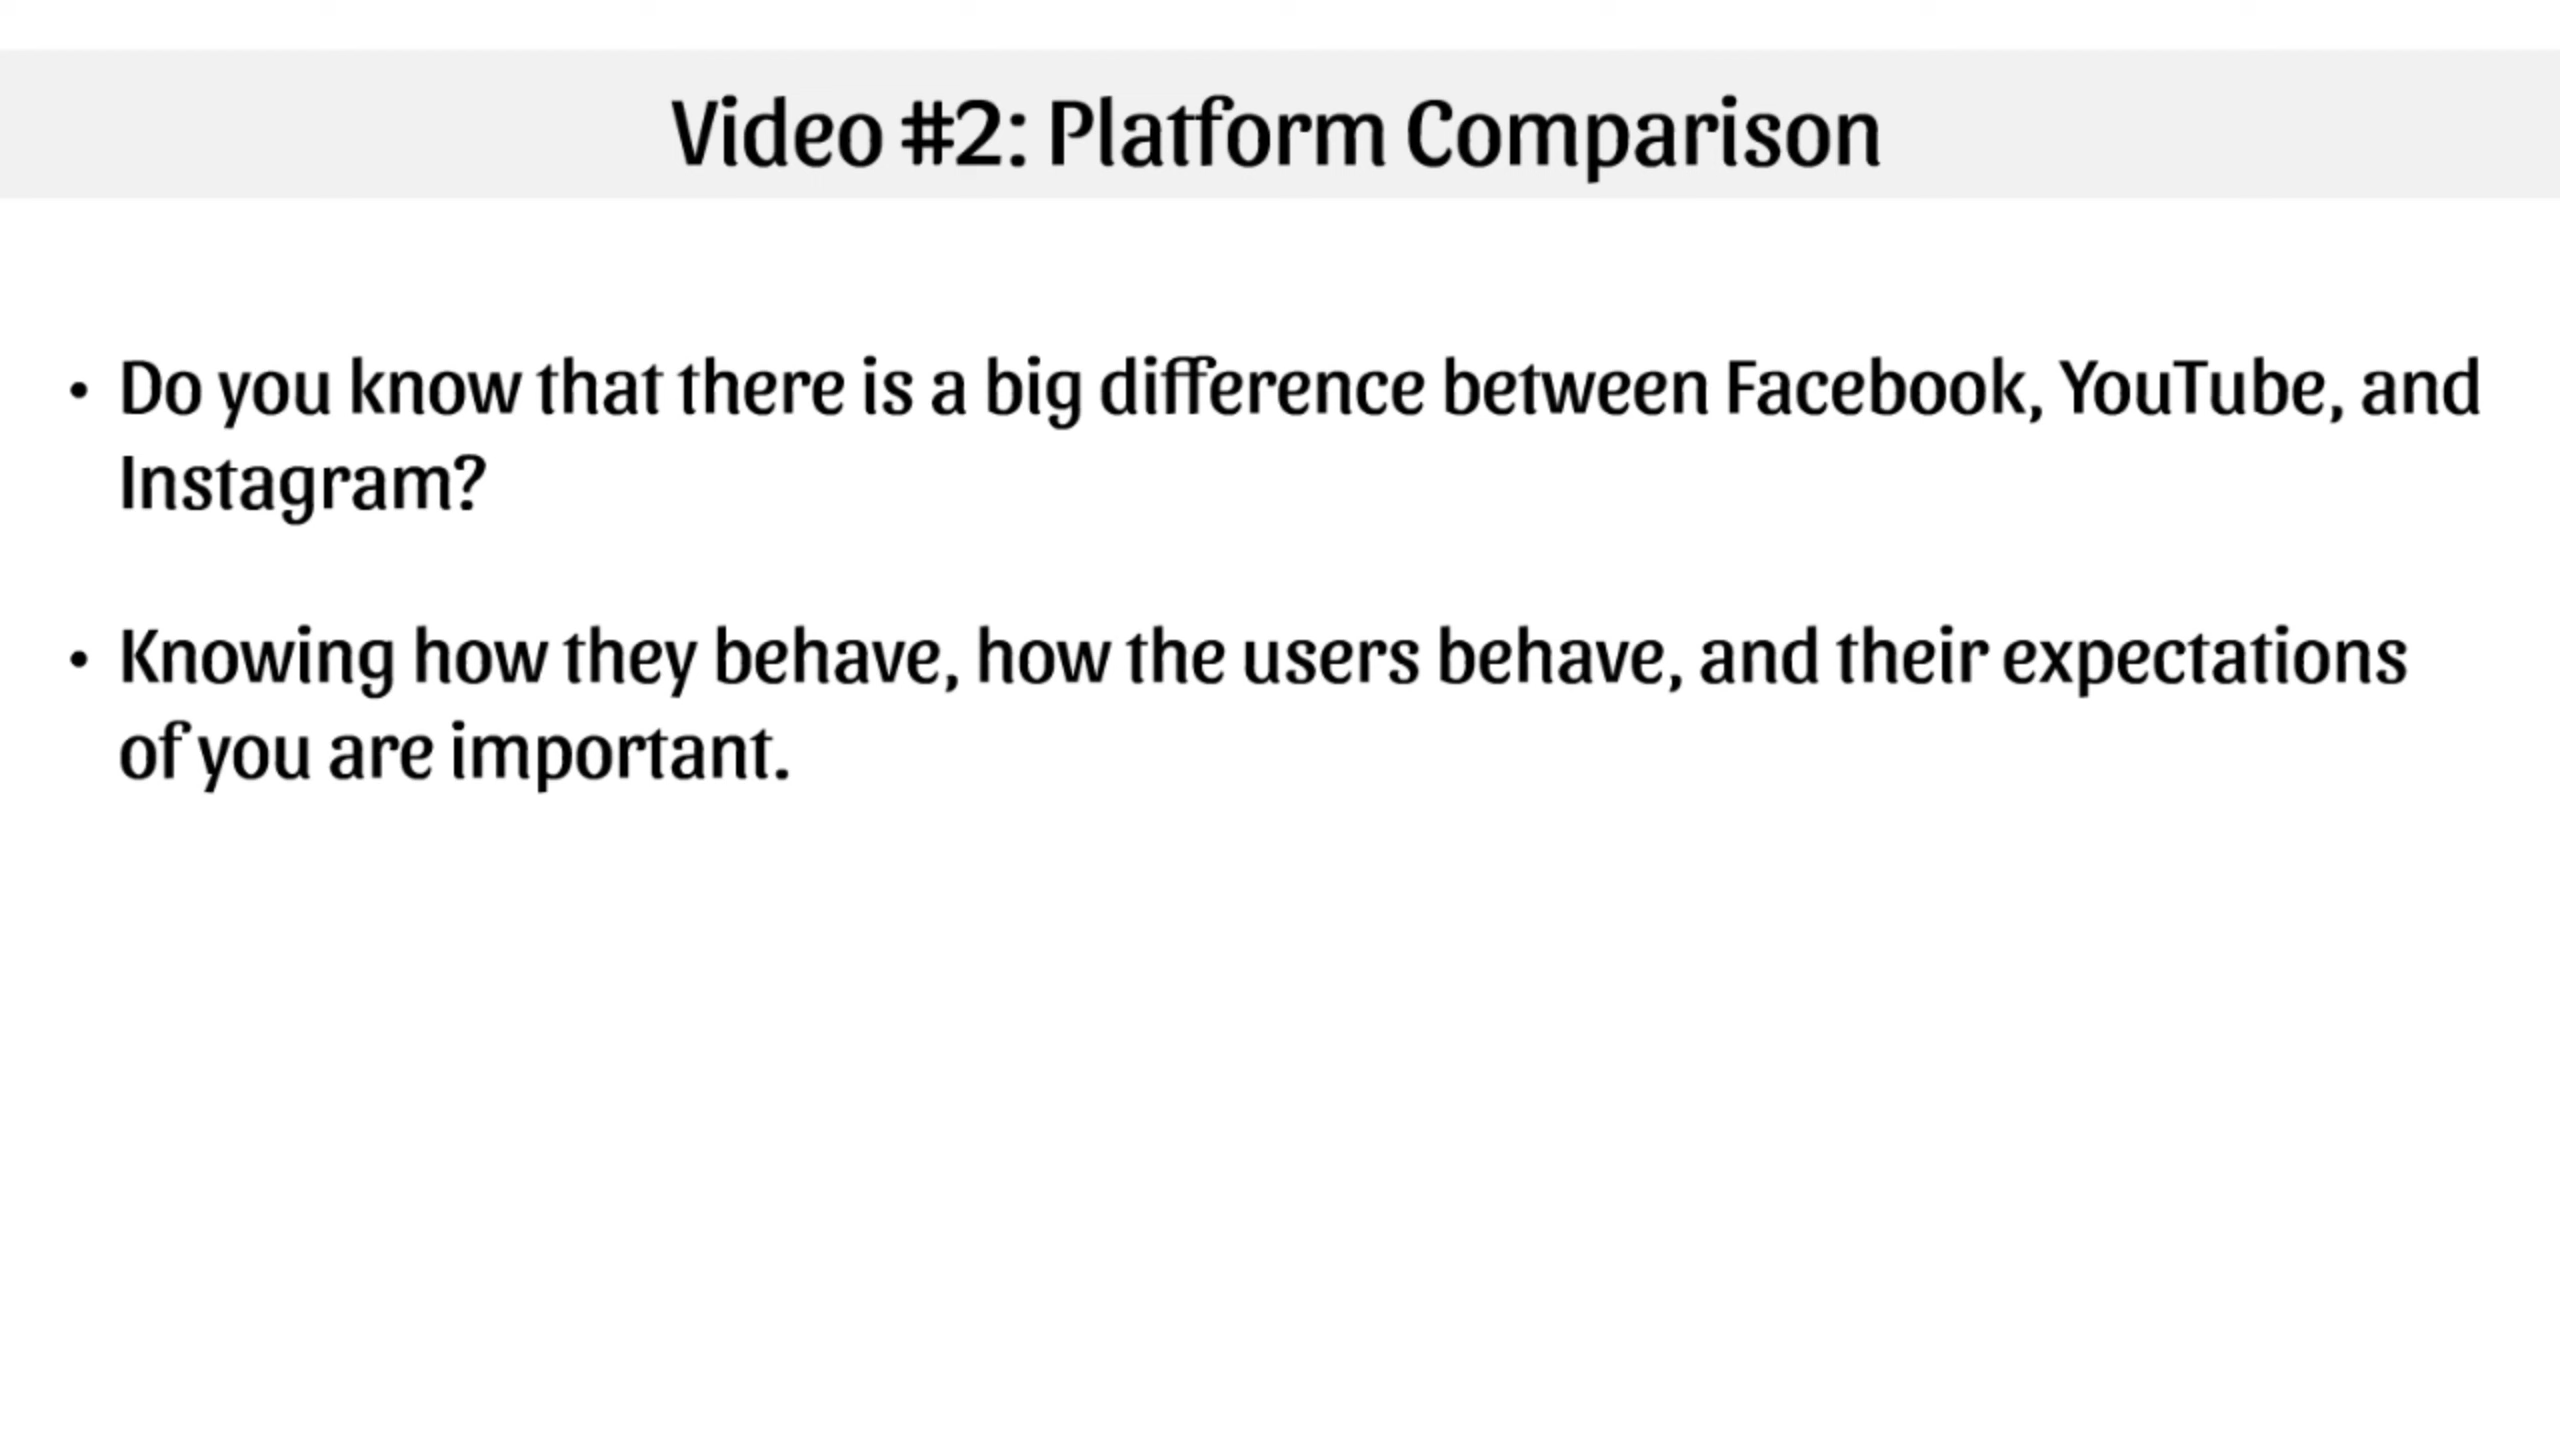 Video #2: Platform Comparison
• Do you know that there is a big difference between Facebook, YouTube, and
Instagram?
• Knowing how they behave, how the users behave, and their expectations
of you are important.